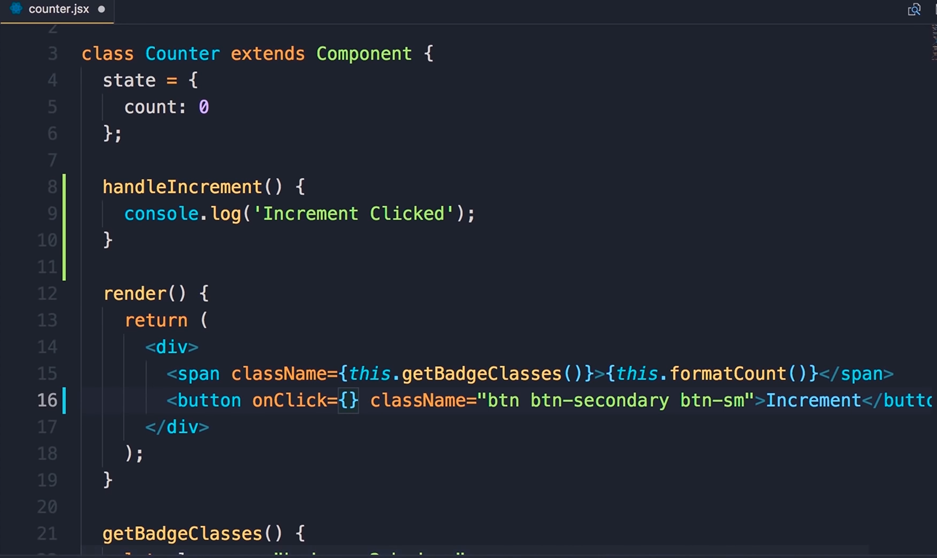 counter.jsx
2
3 class Counter extends Component {
4 state = {
5 count: 0
6 };
7
8 handleIncrement() {
9 console.log('Increment Clicked');
10 }
11
12 render() {
13 return (
14 <div>
15 <span className={this.getBadgeClasses()}>{this.formatCount()}</span>
16 <button onClick={} className="btn btn-secondary btn-sm">Increment</butto
17 </div>
18 );
19 }
20
21 getBadgeClasses() {